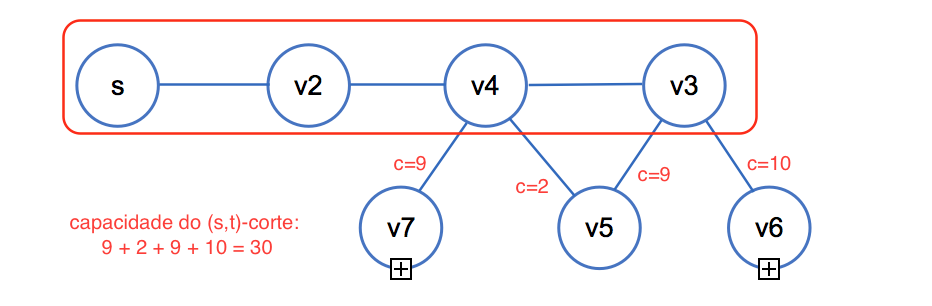 s
v2
v4
v3
c=9
c=2
c=9
c=10
v7
v5
v6
capacidade do (s,t)-corte:
9 + 2 + 9 + 10 = 30